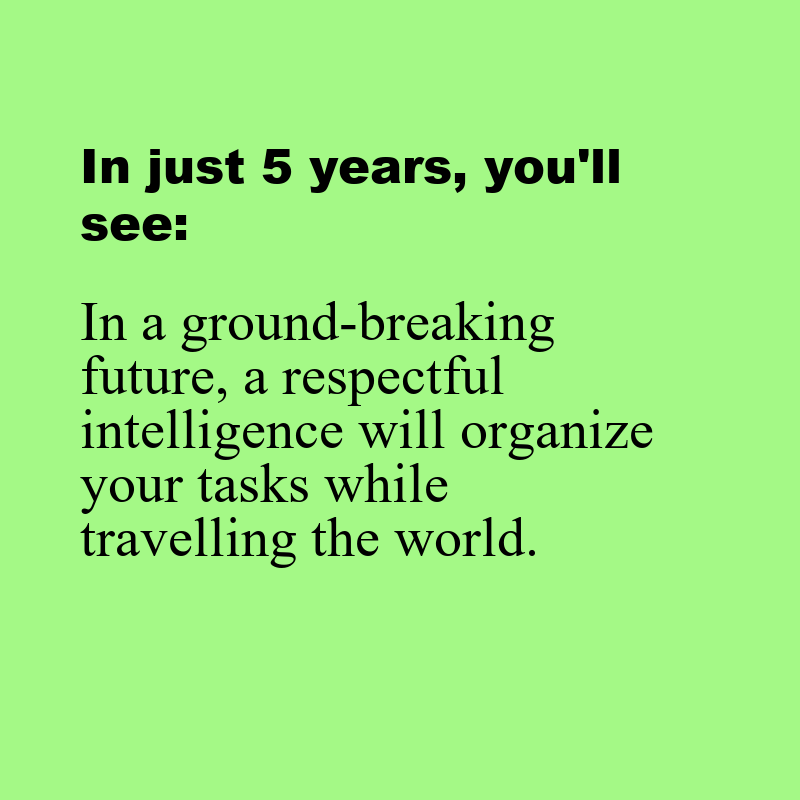 In just 5 years, you'll
see:
In a ground-breaking
future, a respectful
intelligence will organize
your tasks while
travelling the world.